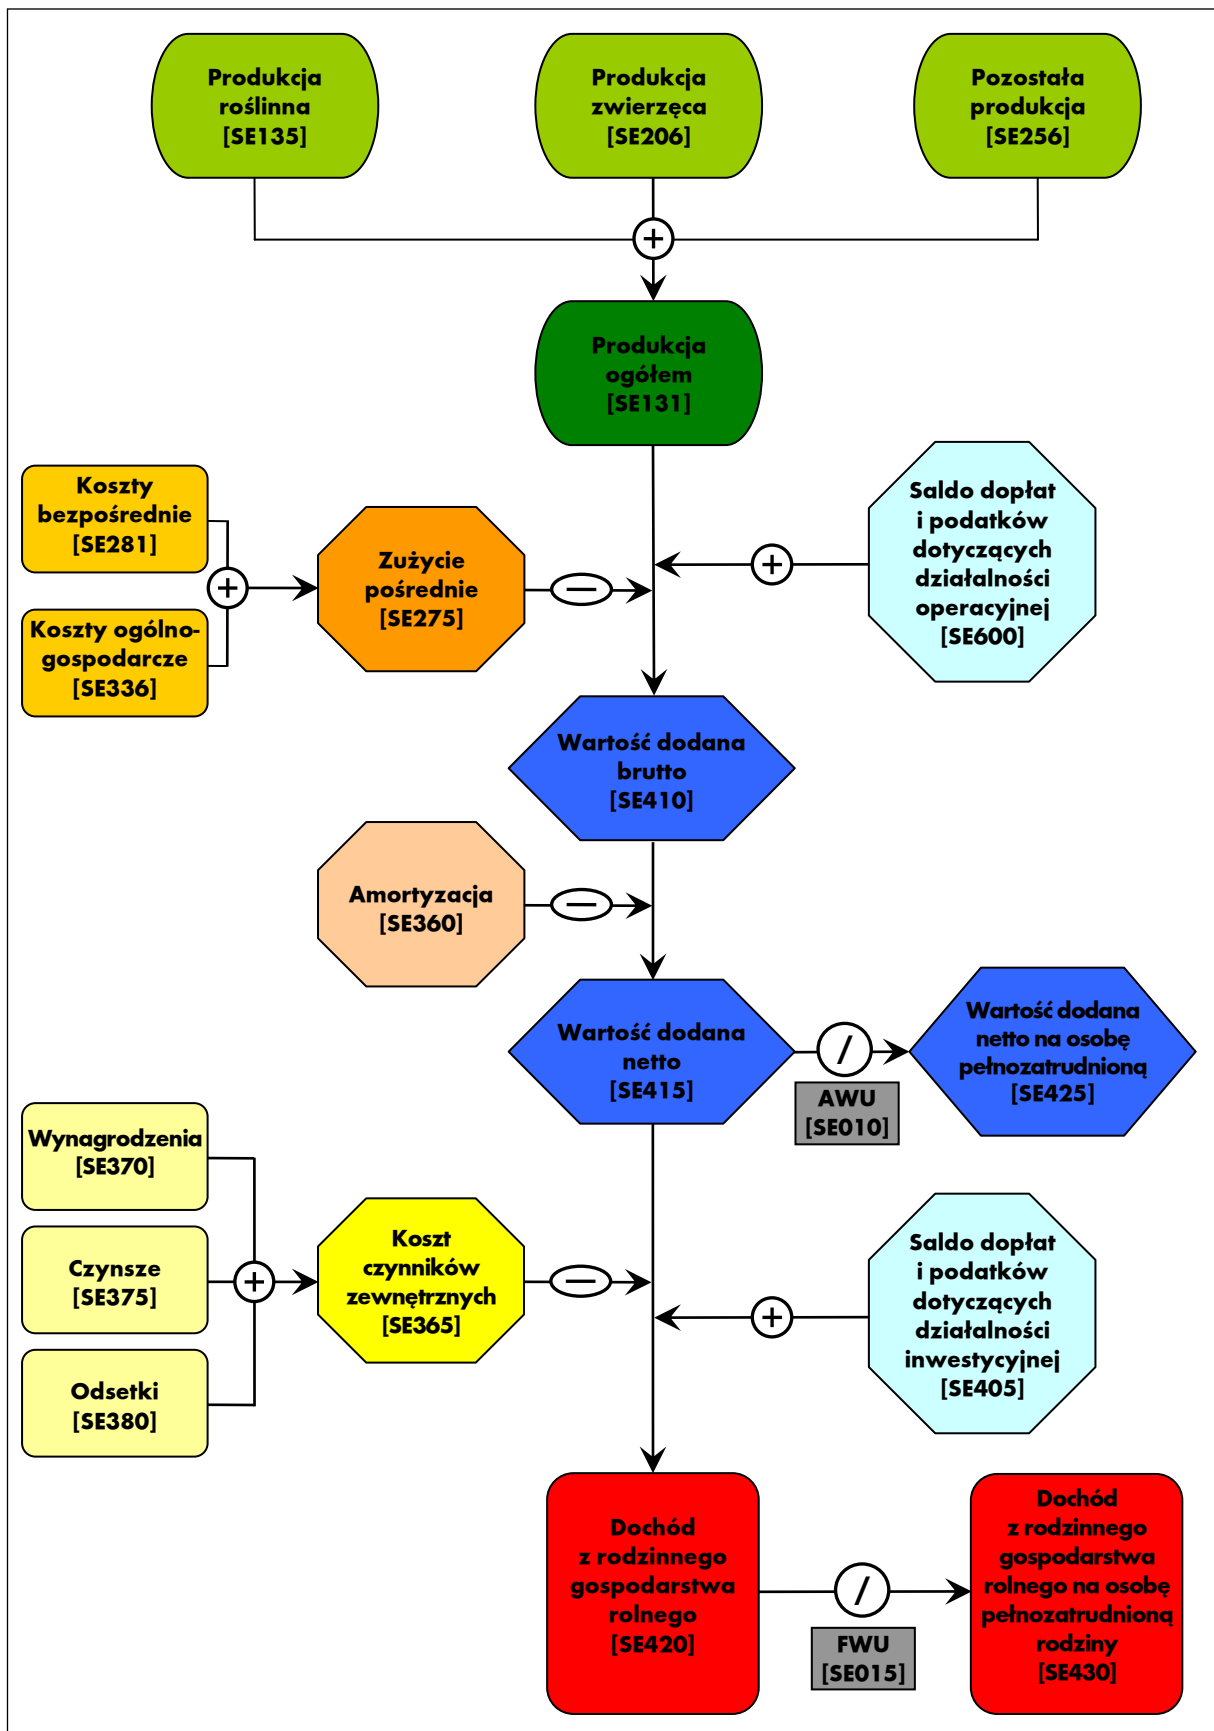 Produkcja
roślinna
[SE135]
Produkcja
zwierzęca
[SE206]
Pozostała
produkcja
[SE256]
+
Produkcja
ogółem
[SE131]
Koszty
bezpośrednie
[SE281]
+
Koszty ogólno-
gospodarcze
[SE336]
Zużycie
pośrednie
[SE275]
—
+
Saldo dopłat
i podatków
dotyczących
działalności
operacyjnej
[SE600]
Wartość dodana
brutto
[SE410]
Amortyzacja
[SE360]
—
Wartość dodana
netto
[SE415]
/
AWU
[SE010]
Wartość dodana
netto na osobę
pełnozatrudnioną
[SE425]
Wynagrodzenia
[SE370]
Czynsze
[SE375]
+
Odsetki
[SE380]
Koszt
czynników
zewnętrznych
[SE365]
—
+
Saldo dopłat
i podatków
dotyczących
działalności
inwestycyjnej
[SE405]
Dochód
z rodzinnego
gospodarstwa
rolnego
[SE420]
/
FWU
[SE015]
Dochód
z rodzinnego
gospodarstwa
rolnego na osobę
pełnozatrudnioną
rodziny
[SE430]